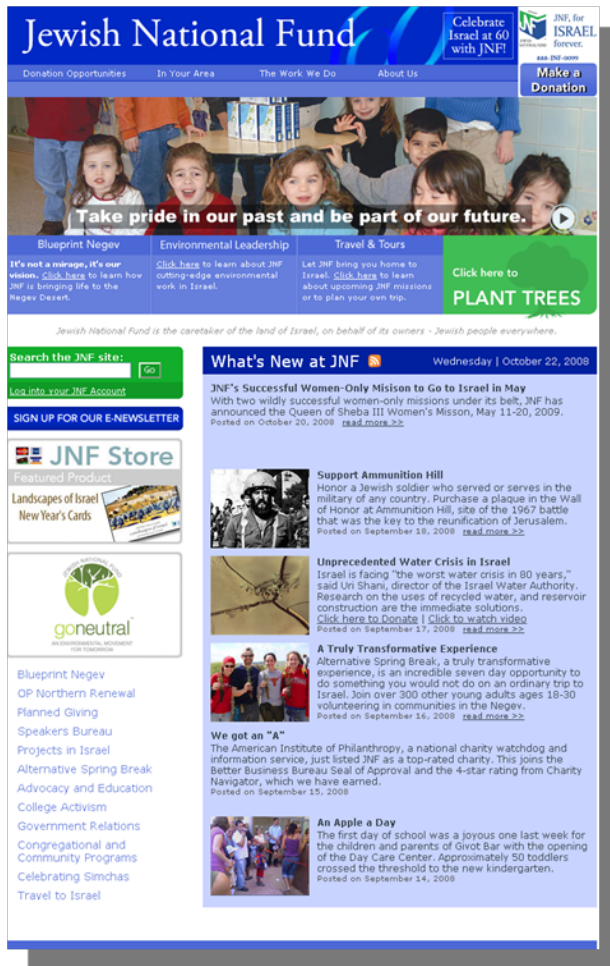 Jewish National Fund
Celebrate
Israel at 60
with JNF!
JNF, for
ISRAEL
forever.
888-JNF-0099
Make a
Donation
Donation Opportunities
In Your Area
The Work We Do
About Us
Take pride in our past and be part of our future.
Blueprint Negev
It's not a mirage, it's our
vision. Click here to learn how
JNF is bringing life to the
Negev Desert.
Environmental Leadership
Click here to learn about JNF
cutting-edge environmental
work in Israel.
Travel & Tours
Let JNF bring you home to
Israel. Click here to learn
about upcoming JNF missions
or to plan your own trip.
Click here to
PLANT TREES
Jewish National Fund is the caretaker of the land of Israel, on behalf of its owners - Jewish people everywhere.
Search the JNF site:
Go
Log into your JNF Account
SIGN UP FOR OUR E-NEWSLETTER
JNF Store
Featured Product
Landscapes of Israel
New Year's Cards
JEWISH NATIONAL FUND
goneutral
AN ENVIRONMENTAL MOVEMENT
FOR TOMORROW
Blueprint Negev
OP Northern Renewal
Planned Giving
Speakers Bureau
Projects in Israel
Alternative Spring Break
Advocacy and Education
College Activism
Government Relations
Congregational and
Community Programs
Celebrating Simchas
Travel to Israel
What's New at JNF
Wednesday | October 22, 2008
JNF's Successful Women-Only Misison to Go to Israel in May
With two wildly successful women-only missions under its belt, JNF has
announced the Queen of Sheba III Women's Misson, May 11-20, 2009.
Posted on October 20, 2008 read more >>
Support Ammunition Hill
Honor a Jewish soldier who served or serves in the
military of any country. Purchase a plaque in the Wall
of Honor at Ammunition Hill, site of the 1967 battle
that was the key to the reunification of Jerusalem.
Posted on September 18, 2008 read more >>
Unprecedented Water Crisis in Israel
Israel is facing "the worst water crisis in 80 years,"
said Uri Shani, director of the Israel Water Authority.
Research on the uses of recycled water, and reservoir
construction are the immediate solutions.
Click here to Donate | Click to watch video
Posted on September 17, 2008 read more >>
A Truly Transformative Experience
Alternative Spring Break, a truly transformative
experience, is an incredible seven day opportunity to
do something you would not do on an ordinary trip to
Israel. Join over 300 other young adults ages 18-30
volunteering in communities in the Negev.
Posted on September 16, 2008 read more >>
We got an "A"
The American Institute of Philanthropy, a national charity watchdog and
information service, just listed JNF as a top-rated charity. This joins the
Better Business Bureau Seal of Approval and the 4-star rating from Charity
Navigator, which we have earned.
Posted on September 15, 2008
An Apple a Day
The first day of school was a joyous one last week for
the children and parents of Givot Bar with the opening
of the Day Care Center. Approximately 50 toddlers
crossed the threshold to the new kindergarten.
Posted on September 14, 2008